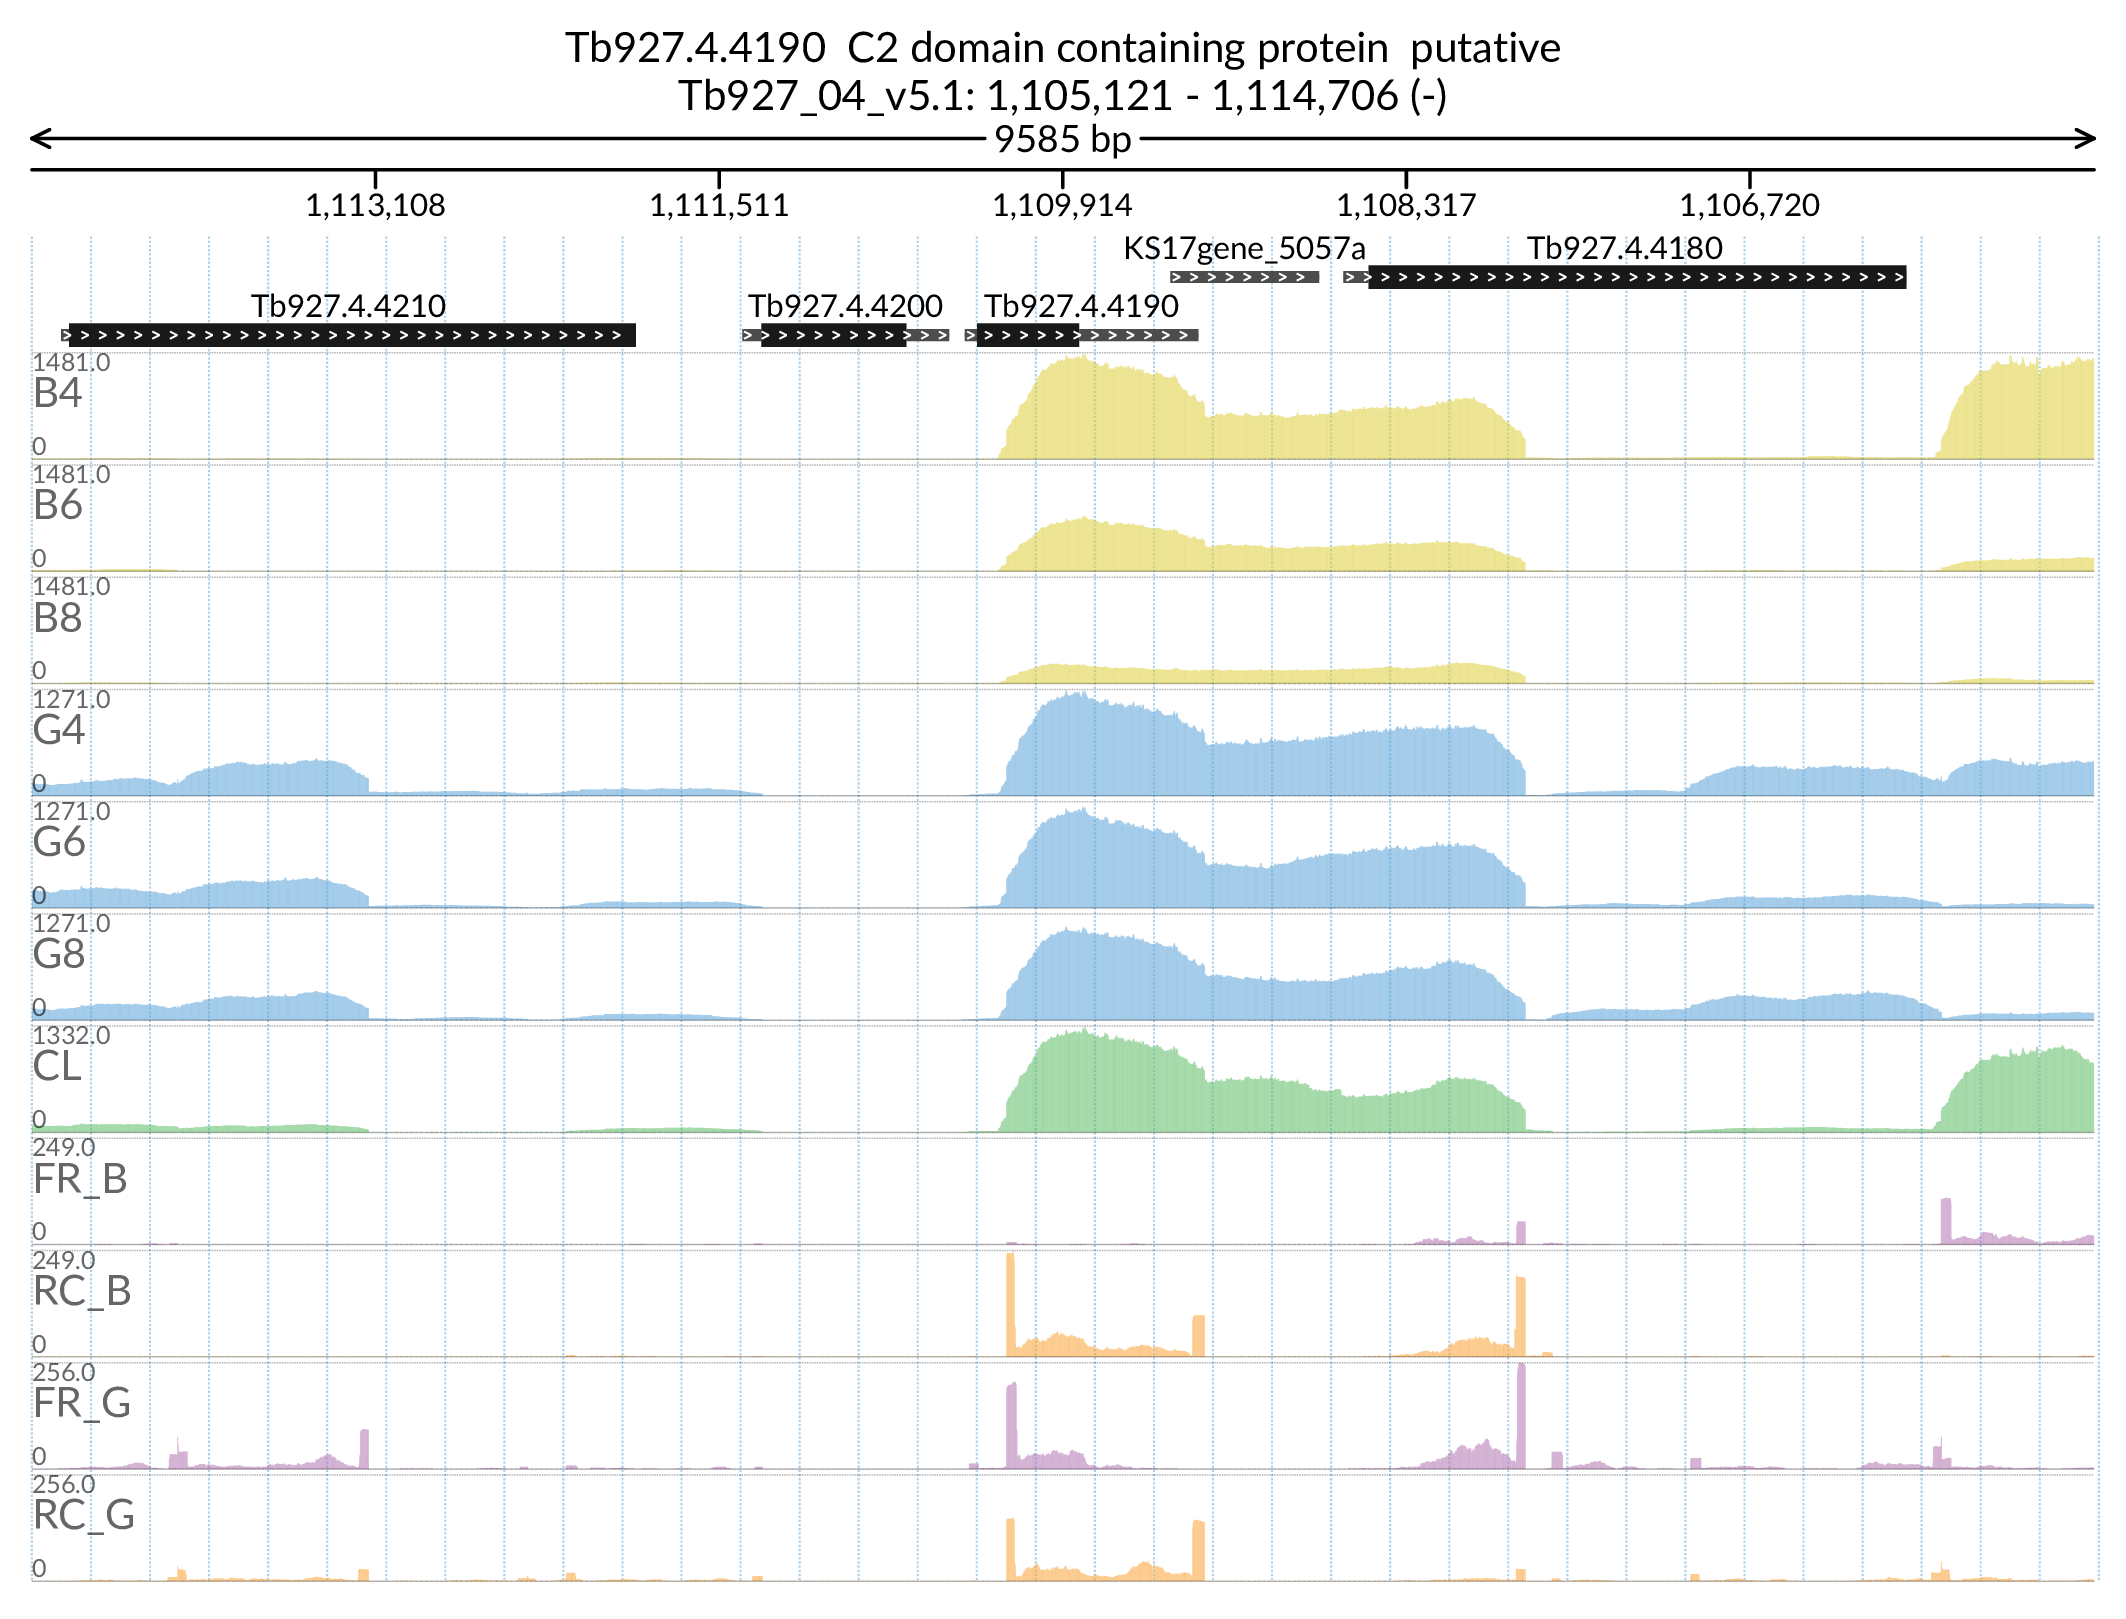 Tb927.4.4190 C2 domain containing protein putative
Tb927_04_v5.1: 1,105,121 - 1,114,706 (-)
9585 bp
1,113,108 1,111,511 1,109,914 1,108,317 1,106,720
KS17gene_5057a Tb927.4.4180
Tb927.4.4210 Tb927.4.4200 Tb927.4.4190
1481.0
B4
0
1481.0
B6
0
1481.0
B8
0
1271.0
G4
0
1271.0
G6
0
1271.0
G8
0
1332.0
CL
0
249.0
FR_B
0
249.0
RC_B
0
256.0
FR_G
0
256.0
RC_G
0